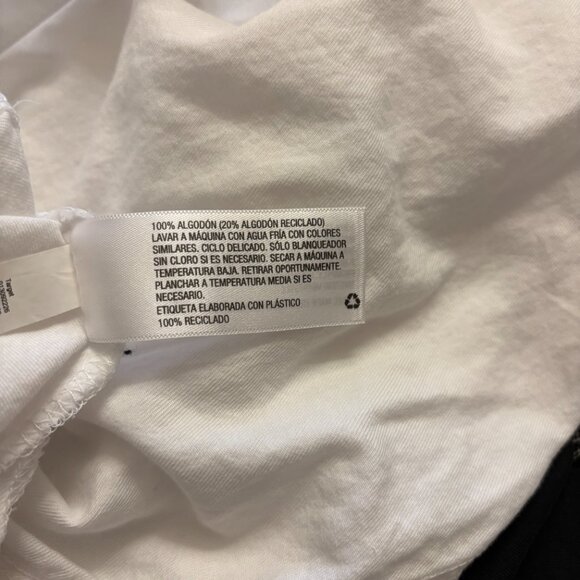 100% ALGODÓN (20% ALGODÓN RECICLADO)
LAVAR A MÁQUINA CON AGUA FRÍA CON COLORES
SIMILARES. CICLO DELICADO. SÓLO BLANQUEADOR
SIN CLORO SI ES NECESARIO. SECAR A MÁQUINA A
TEMPERATURA BAJA. RETIRAR OPORTUNAMENTE.
PLANCHAR A TEMPERATURA MEDIA SI ES
NECESARIO.
ETIQUETA ELABORADA CON PLÁSTICO
100% RECICLADO
Target